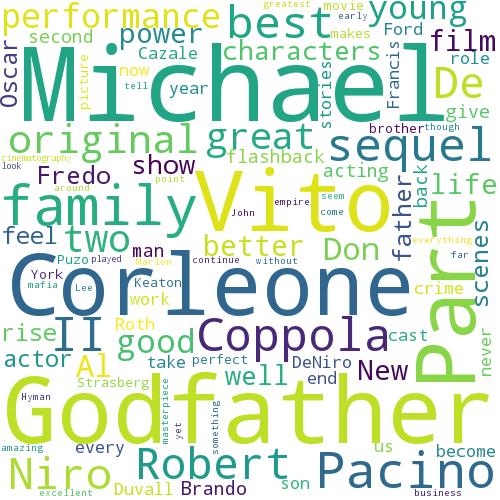 greatest movie early
performance best young
Oscar second power Ford film
picture Cazale characters Francis makes role
Michael De
tell now year stories give
original great brother though sequel
cinematography show flashback
look Fredo acting back life
around point family Vito father
John empire seem come Part scenes
feel two man better Don everything
Puzo played Marlon continue without far
York Keaton Corleone crime
mafia Lee work
rise II Roth good Coppola cast never
actor Al take perfect DeNiro New
Strasberg well end
Hyman Godfather
masterpiece yet something every us become
amazing Niro Robert Pacino
excellent Duvall Brando son business